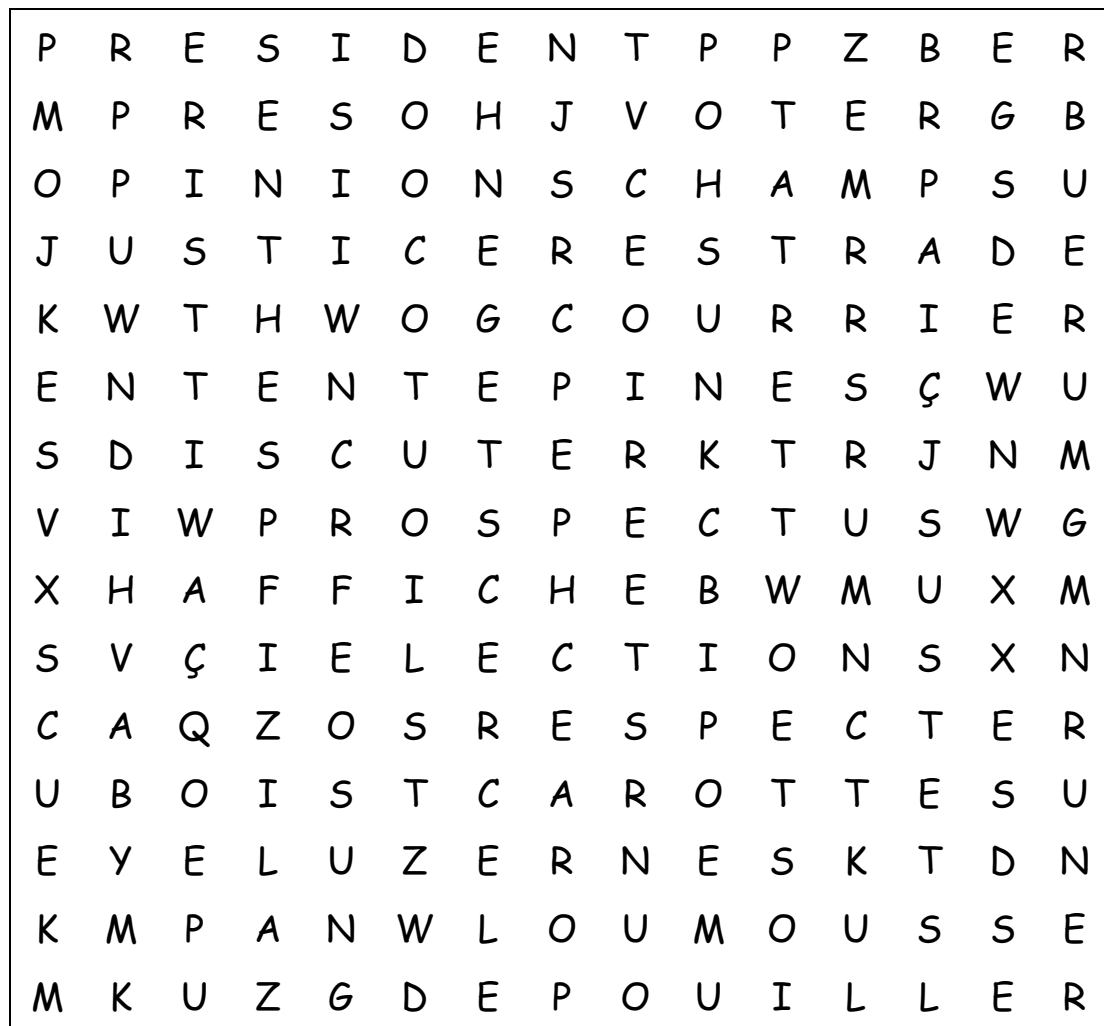 P R E S I D E N T P P Z B E R
M P R E S O H J V O T E R G B
O P I N I O N S C H A M P S U
J U S T I C E R E S T R A D E
K W T H W O G C O U R R I E R
E N T E N T E P I N E S Ç W U
S D I S C U T E R K T R J N M
V I W P R O S P E C T U S W G
X H A F F I C H E B W M U X M
S V Ç I E L E C T I O N S X N
C A Q Z O S R E S P E C T E R
U B O I S T C A R O T T E S U
E Y E L U Z E R N E S K T D N
K M P A N W L O U M O U S S E
M K U Z G D E P O U I L L E R